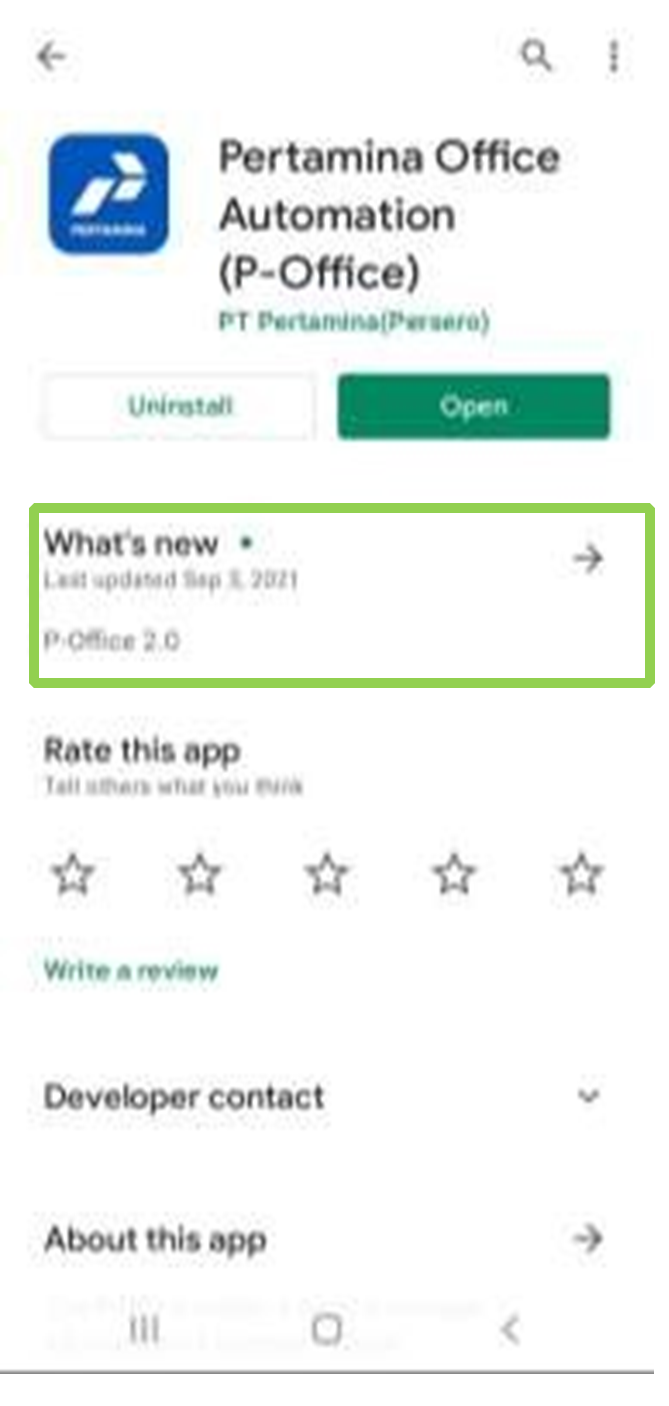 Pertamina Office
Automation
(P-Office)
PT Pertamina(Persero)
PERTAMINA
Uninstall
Open
What's new
Last updated Sep 3, 2021
P-Office 2.0
Rate this app
Tell others what you think
Write a review
Developer contact
About this app